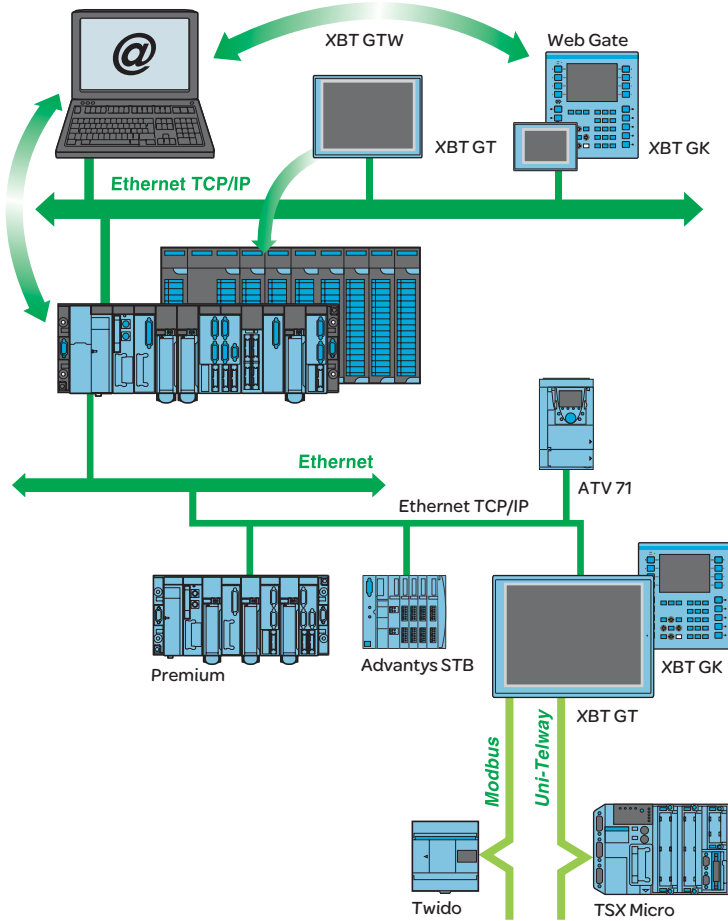 XBT GTW
Web Gate
@
XBT GT
XBT GK
Ethernet TCP/IP
Ethernet
ATV 71
Ethernet TCP/IP
Premium
Advantys STB
XBT GK
XBT GT
Modbus
Uni-Telway
Twido
TSX Micro